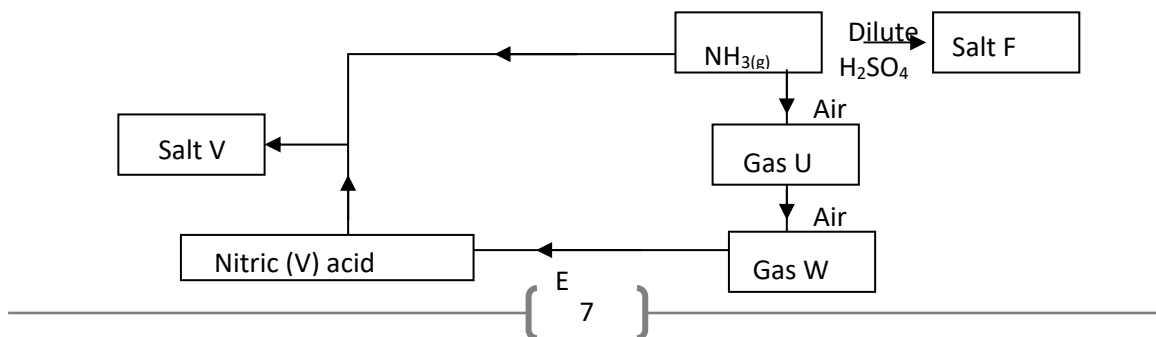 Dilute
NH₃(g)
H₂SO₄
Salt F
Air
Salt V
Gas U
Air
Nitric (V) acid
Gas W
E
7